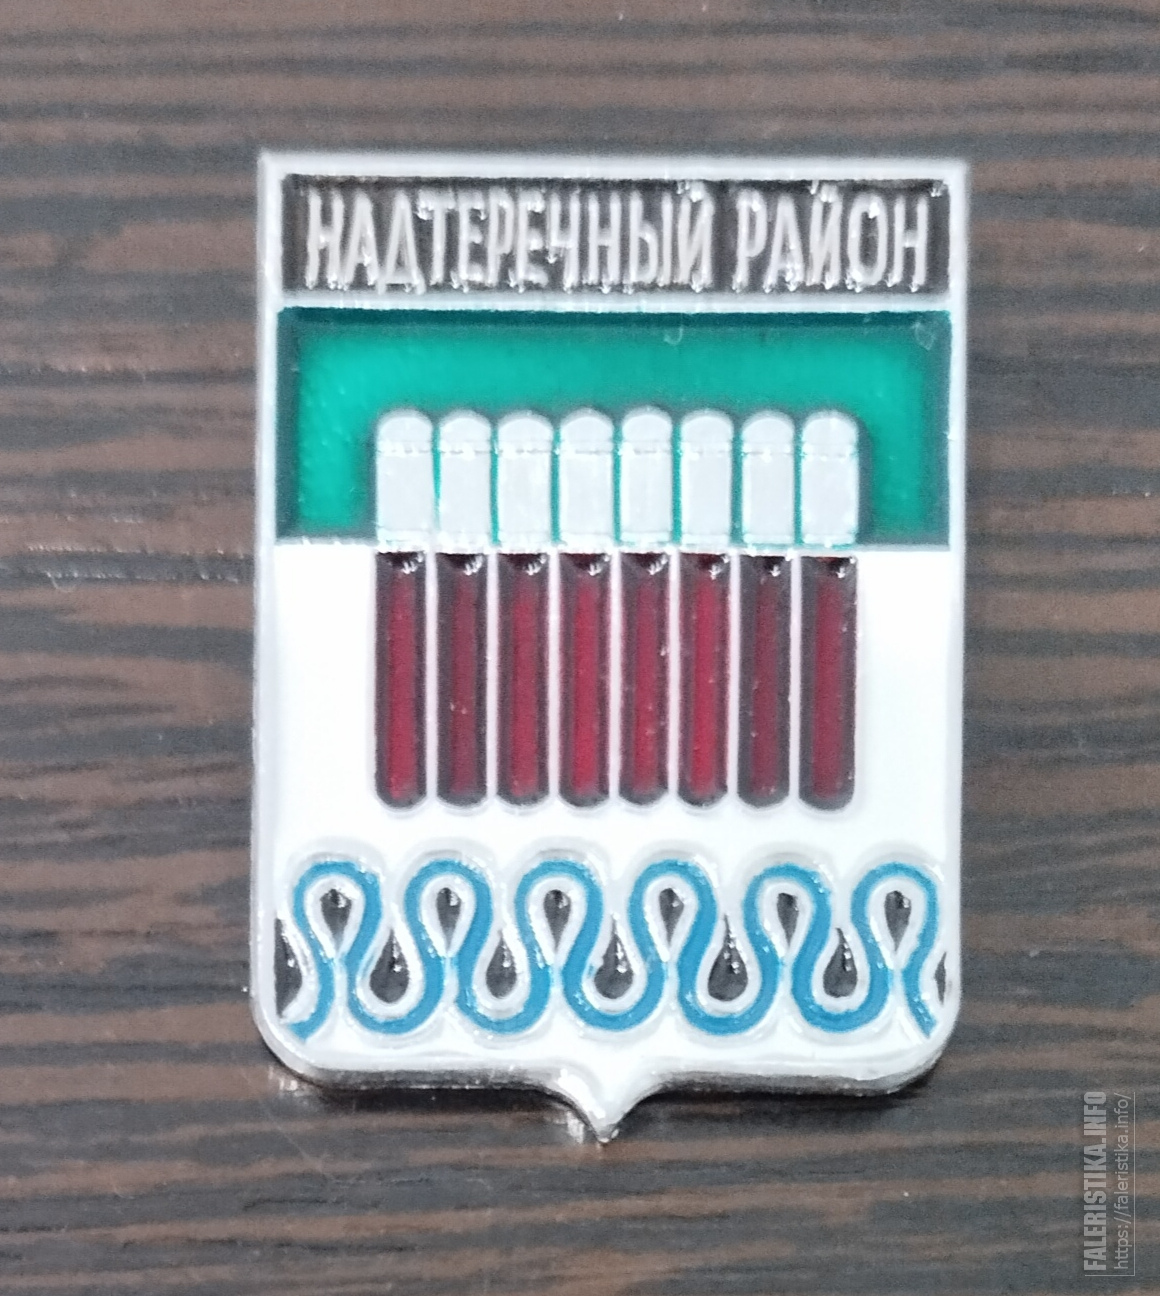 НАДТЕРЕЧНЫЙ РАЙОН
FALERISTIKA.INFO
https://faleristika.info/